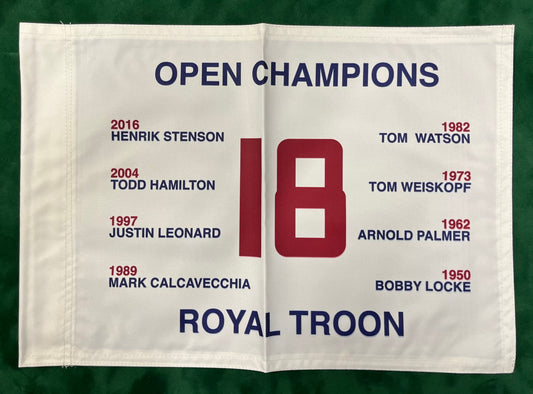 OPEN CHAMPIONS
2016
HENRIK STENSON
2004
TODD HAMILTON
1997
JUSTIN LEONARD
1989
MARK CALCAVECCHIA
18
1982
TOM WATSON
1973
TOM WEISKOPF
1962
ARNOLD PALMER
1950
BOBBY LOCKE
ROYAL TROON